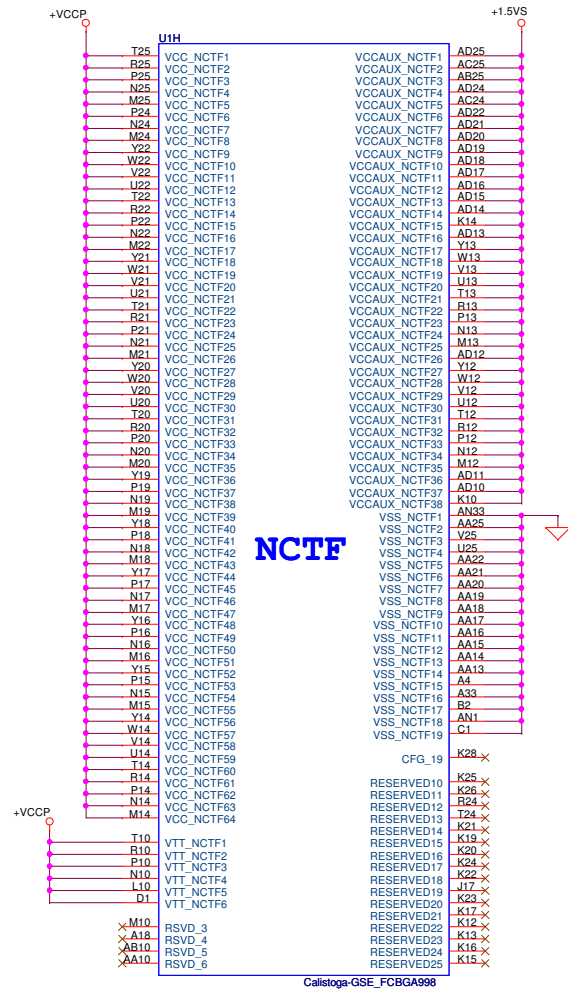 +VCCP +1.5VS
U1H
T25 VCC_NCTF1 VCCAUX_NCTF1 AD25
R25 VCC_NCTF2 VCCAUX_NCTF2 AC25
P25 VCC_NCTF3 VCCAUX_NCTF3 AB25
N25 VCC_NCTF4 VCCAUX_NCTF4 AD24
M25 VCC_NCTF5 VCCAUX_NCTF5 AC24
P24 VCC_NCTF6 VCCAUX_NCTF6 AD22
N24 VCC_NCTF7 VCCAUX_NCTF7 AD21
M24 VCC_NCTF8 VCCAUX_NCTF8 AD20
Y22 VCC_NCTF9 VCCAUX_NCTF9 AD19
W22 VCC_NCTF10 VCCAUX_NCTF10 AD18
V22 VCC_NCTF11 VCCAUX_NCTF11 AD17
U22 VCC_NCTF12 VCCAUX_NCTF12 AD16
T22 VCC_NCTF13 VCCAUX_NCTF13 AD15
R22 VCC_NCTF14 VCCAUX_NCTF14 AD14
P22 VCC_NCTF15 VCCAUX_NCTF15 K14
N22 VCC_NCTF16 VCCAUX_NCTF16 AD13
M22 VCC_NCTF17 VCCAUX_NCTF17 Y13
Y21 VCC_NCTF18 VCCAUX_NCTF18 W13
W21 VCC_NCTF19 VCCAUX_NCTF19 V13
V21 VCC_NCTF20 VCCAUX_NCTF20 U13
U21 VCC_NCTF21 VCCAUX_NCTF21 T13
T21 VCC_NCTF22 VCCAUX_NCTF22 R13
R21 VCC_NCTF23 VCCAUX_NCTF23 P13
P21 VCC_NCTF24 VCCAUX_NCTF24 N13
N21 VCC_NCTF25 VCCAUX_NCTF25 M13
M21 VCC_NCTF26 VCCAUX_NCTF26 AD12
Y20 VCC_NCTF27 VCCAUX_NCTF27 Y12
W20 VCC_NCTF28 VCCAUX_NCTF28 W12
V20 VCC_NCTF29 VCCAUX_NCTF29 V12
U20 VCC_NCTF30 VCCAUX_NCTF30 U12
T20 VCC_NCTF31 VCCAUX_NCTF31 T12
R20 VCC_NCTF32 VCCAUX_NCTF32 R12
P20 VCC_NCTF33 VCCAUX_NCTF33 P12
N20 VCC_NCTF34 VCCAUX_NCTF34 N12
M20 VCC_NCTF35 VCCAUX_NCTF35 M12
Y19 VCC_NCTF36 VCCAUX_NCTF36 AD11
P19 VCC_NCTF37 VCCAUX_NCTF37 AD10
N19 VCC_NCTF38 VCCAUX_NCTF38 K10
M19 VCC_NCTF39 VSS_NCTF1 AN33
Y18 VCC_NCTF40 VSS_NCTF2 AA25
P18 VCC_NCTF41 VSS_NCTF3 V25
NCTF
N18 VCC_NCTF42 VSS_NCTF4 U25
M18 VCC_NCTF43 VSS_NCTF5 AA22
Y17 VCC_NCTF44 VSS_NCTF6 AA21
P17 VCC_NCTF45 VSS_NCTF7 AA20
N17 VCC_NCTF46 VSS_NCTF8 AA19
M17 VCC_NCTF47 VSS_NCTF9 AA18
Y16 VCC_NCTF48 VSS_NCTF10 AA17
P16 VCC_NCTF49 VSS_NCTF11 AA16
N16 VCC_NCTF50 VSS_NCTF12 AA15
M16 VCC_NCTF51 VSS_NCTF13 AA14
Y15 VCC_NCTF52 VSS_NCTF14 AA13
P15 VCC_NCTF53 VSS_NCTF15 A4
N15 VCC_NCTF54 VSS_NCTF16 A33
M15 VCC_NCTF55 VSS_NCTF17 B2
Y14 VCC_NCTF56 VSS_NCTF18 AN1
W14 VCC_NCTF57 VSS_NCTF19 C1
V14 VCC_NCTF58
U14 VCC_NCTF59 CFG_19 K28
T14 VCC_NCTF60
R14 VCC_NCTF61 RESERVED10 K25
P14 VCC_NCTF62 RESERVED11 K26
N14 VCC_NCTF63 RESERVED12 R24
M14 VCC_NCTF64 RESERVED13 T24
+VCCP RESERVED14 K21
T10 VTT_NCTF1 RESERVED15 K19
R10 VTT_NCTF2 RESERVED16 K20
P10 VTT_NCTF3 RESERVED17 K24
N10 VTT_NCTF4 RESERVED18 K22
L10 VTT_NCTF5 RESERVED19 J17
D1 VTT_NCTF6 RESERVED20 K23
RESERVED21 K17
M10 RSVD_3 RESERVED22 K12
A18 RSVD_4 RESERVED23 K13
AB10 RSVD_5 RESERVED24 K16
AA10 RSVD_6 RESERVED25 K15
Calistoga-GSE_FCBGA998